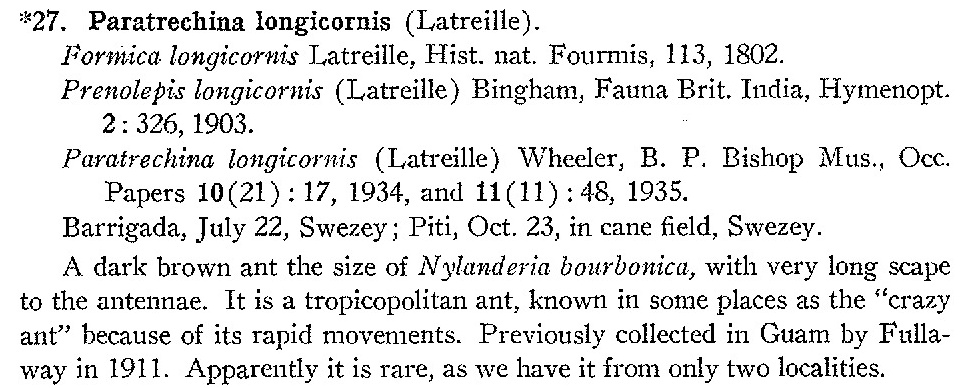 *27. Paratrechina longicornis (Latreille).
Formica longicornis Latreille, Hist. nat. Fourmis, 113, 1802.
Prenolepis longicornis (Latreille) Bingham, Fauna Brit. India, Hymenopt.
2: 326, 1903.
Paratrechina longicornis (Latreille) Wheeler, B. P. Bishop Mus., Occ.
Papers 10(21): 17, 1934, and 11(11): 48, 1935.
Barrigada, July 22, Swezey; Piti, Oct. 23, in cane field, Swezey.
A dark brown ant the size of Nylanderia bourbonica, with very long scape
to the antennae. It is a tropicopolitan ant, known in some places as the “crazy
ant” because of its rapid movements. Previously collected in Guam by Fulla-
way in 1911. Apparently it is rare, as we have it from only two localities.